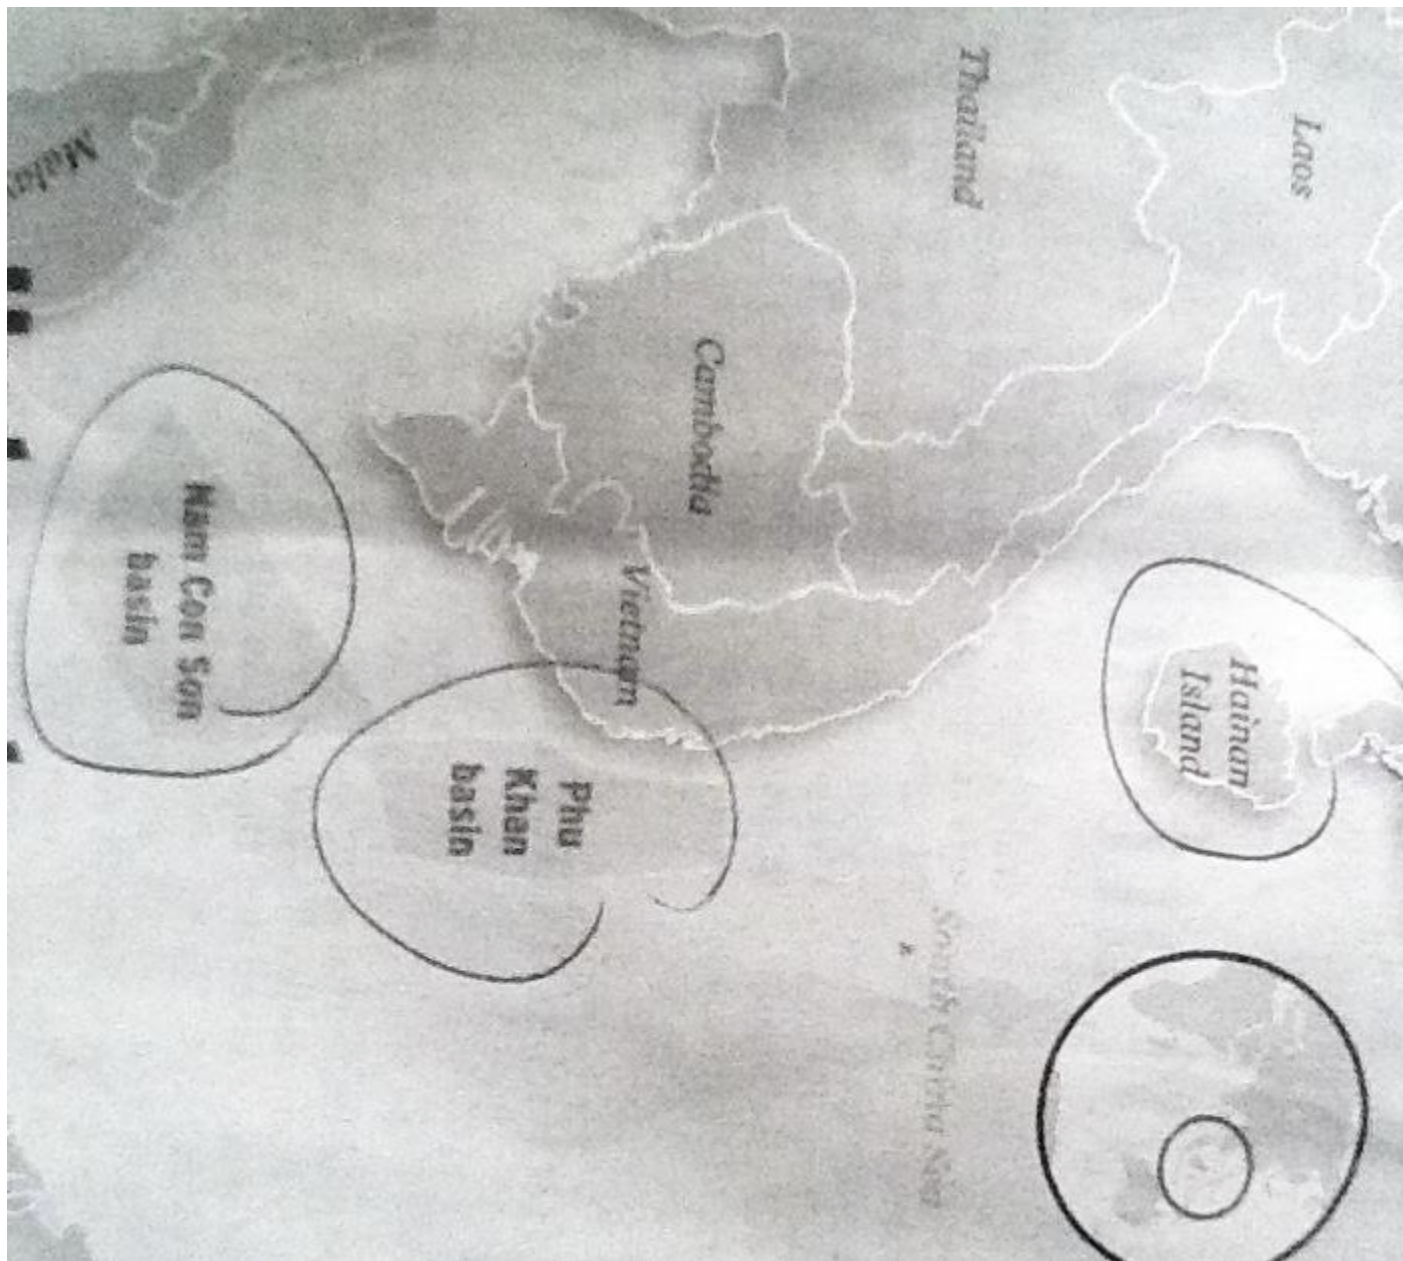 Laos
Thailand
Hainan
Island
Cambodia
Vietnam
South China Sea
Phu
Khan
basin
Nam Con Son
basin